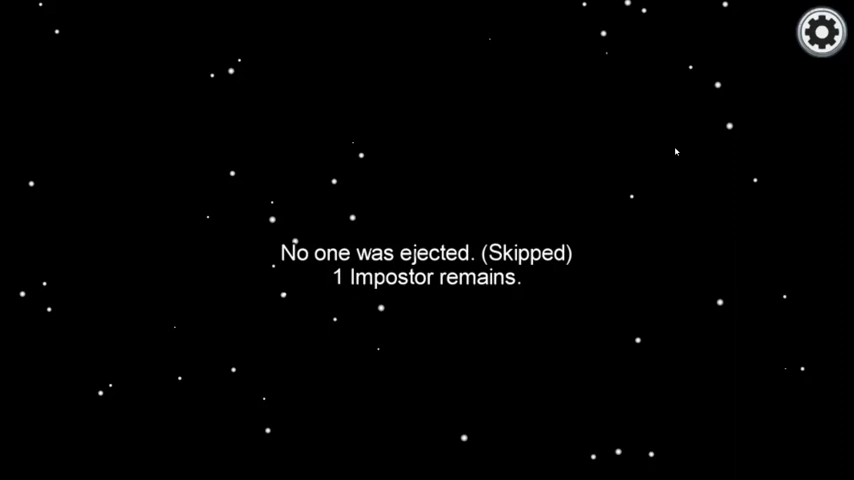 No one was ejected. (Skipped)
1 Impostor remains.